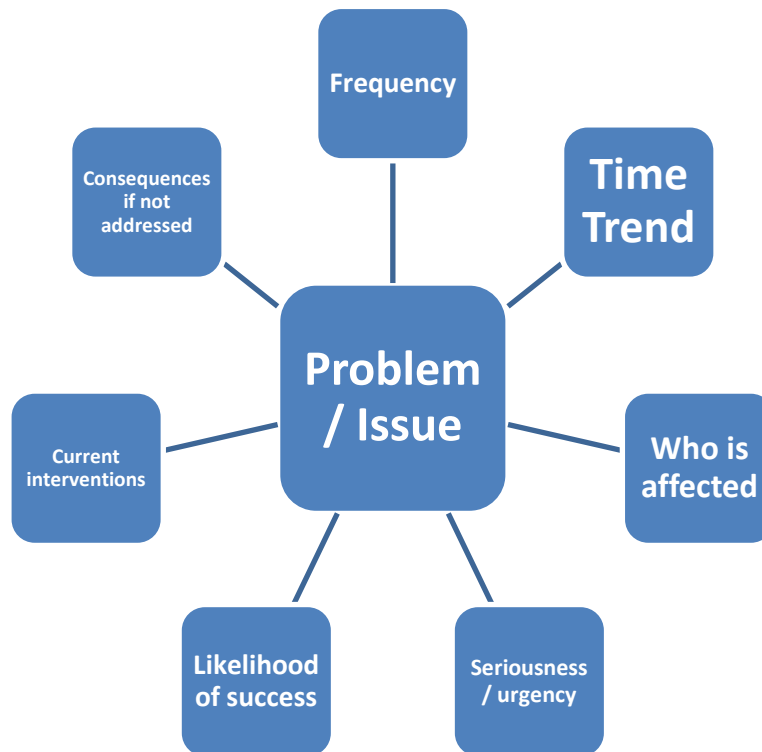 Frequency
Time
Trend
Consequences
if not
addressed
Problem
/ Issue
Who is
affected
Current
interventions
Likelihood
of success
Seriousness
/ urgency